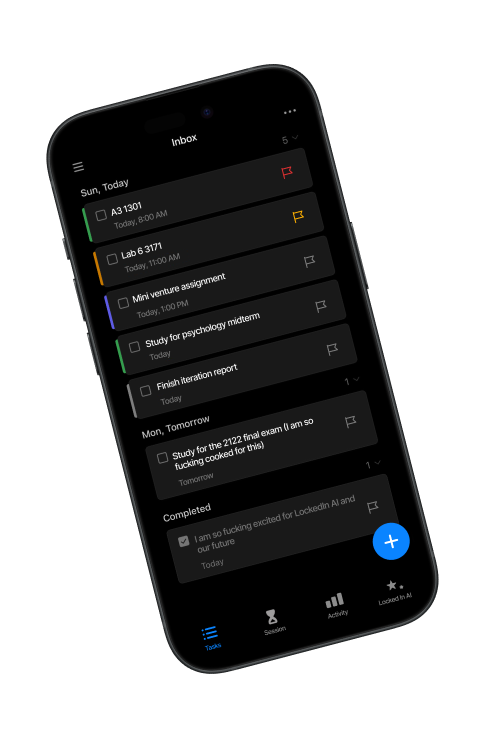 Inbox
Sun, Today
5
A3 1301
Today, 8:00 AM
Lab 6 3171
Today, 11:00 AM
Mini venture assignment
Today, 1:00 PM
Study for psychology midterm
Today
Finish iteration report
Today
Mon, Tomorrow
1
Study for the 2122 final exam (I am so
fucking cooked for this)
Tomorrow
Completed
1
I am so fucking excited for LockedIn AI and
our future
Today
Tasks
Session
Activity
Locked In AI